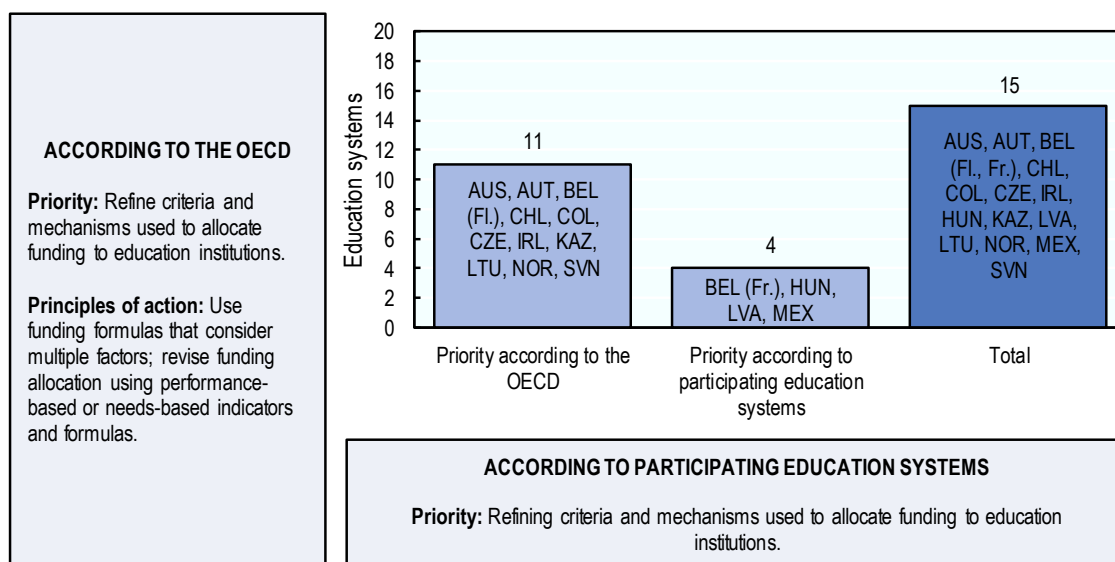 ACCORDING TO THE OECD
Priority: Refine criteria and
mechanisms used to allocate
funding to education
institutions.
Principles of action: Use
funding formulas that consider
multiple factors; revise funding
allocation using performance-
based or needs-based indicators
and formulas.
Education systems
20
18
16
14
12
10
8
6
4
2
0
11
AUS, AUT, BEL
(Fl.), CHL, COL,
CZE, IRL, KAZ,
LTU, NOR, SVN
4
BEL (Fr.), HUN,
LVA, MEX
15
AUS, AUT, BEL
(Fl., Fr.), CHL,
COL, CZE, IRL,
HUN, KAZ, LVA,
LTU, NOR, MEX,
SVN
Priority according to the
OECD
Priority according to
participating education
systems
Total
ACCORDING TO PARTICIPATING EDUCATION SYSTEMS
Priority: Refining criteria and mechanisms used to allocate funding to education
institutions.